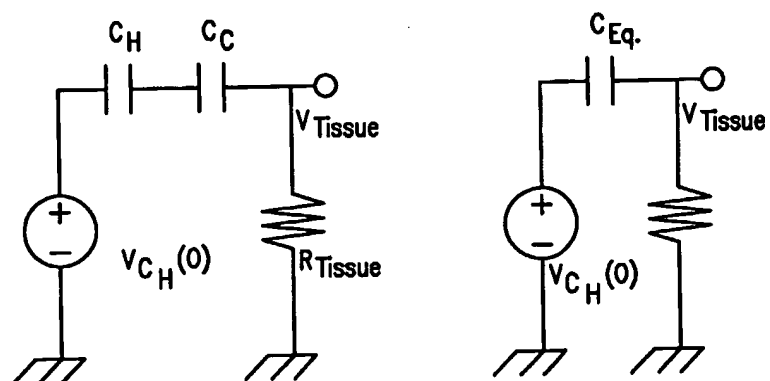 C_H C_C
V_Tissue
+
−
V_C_H(0)
R_Tissue
C_Eq.
V_Tissue
+
−
V_C_H(0)